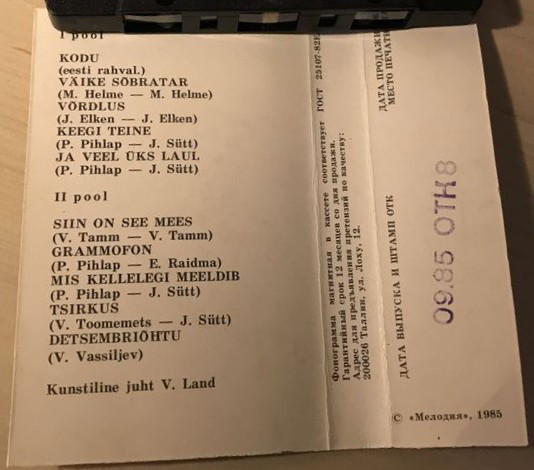 I pool
KODU
(eesti rahval.)
VÄIKE SÕBRATAR
(M. Helme — M. Helme)
VÕRDLUS
(J. Elken — J. Elken)
KEEGI TEINE
(P. Pihlap — J. Sütt)
JA VEEL ÜKS LAUL
(P. Pihlap — J. Sütt)
II pool
SIIN ON SEE MEES
(V. Tamm — V. Tamm)
GRAMMOFON
(P. Pihlap — E. Raidma)
MIS KELLELEGI MEELDIB
(P. Pihlap — J. Sütt)
TSIRKUS
(V. Toomemets — J. Sütt)
DETSEMBRIÕHTU
(V. Vassiljev)
Kunstiline juht V. Land
Фонограмма магнитная в кассете соответствует ГОСТ
Гарантийный срок 12 месяцев со дня продажи.
Адрес для предъявления претензий по качеству:
200026 Таллин, ул. Лоху, 12.
ДАТА ВЫПУСКА И ШТАМП ОТК
ДАТА ПРОДАЖИ
МЕСТО ПЕЧАТИ
09.85 ОТК 8
© «Мелодия», 1985